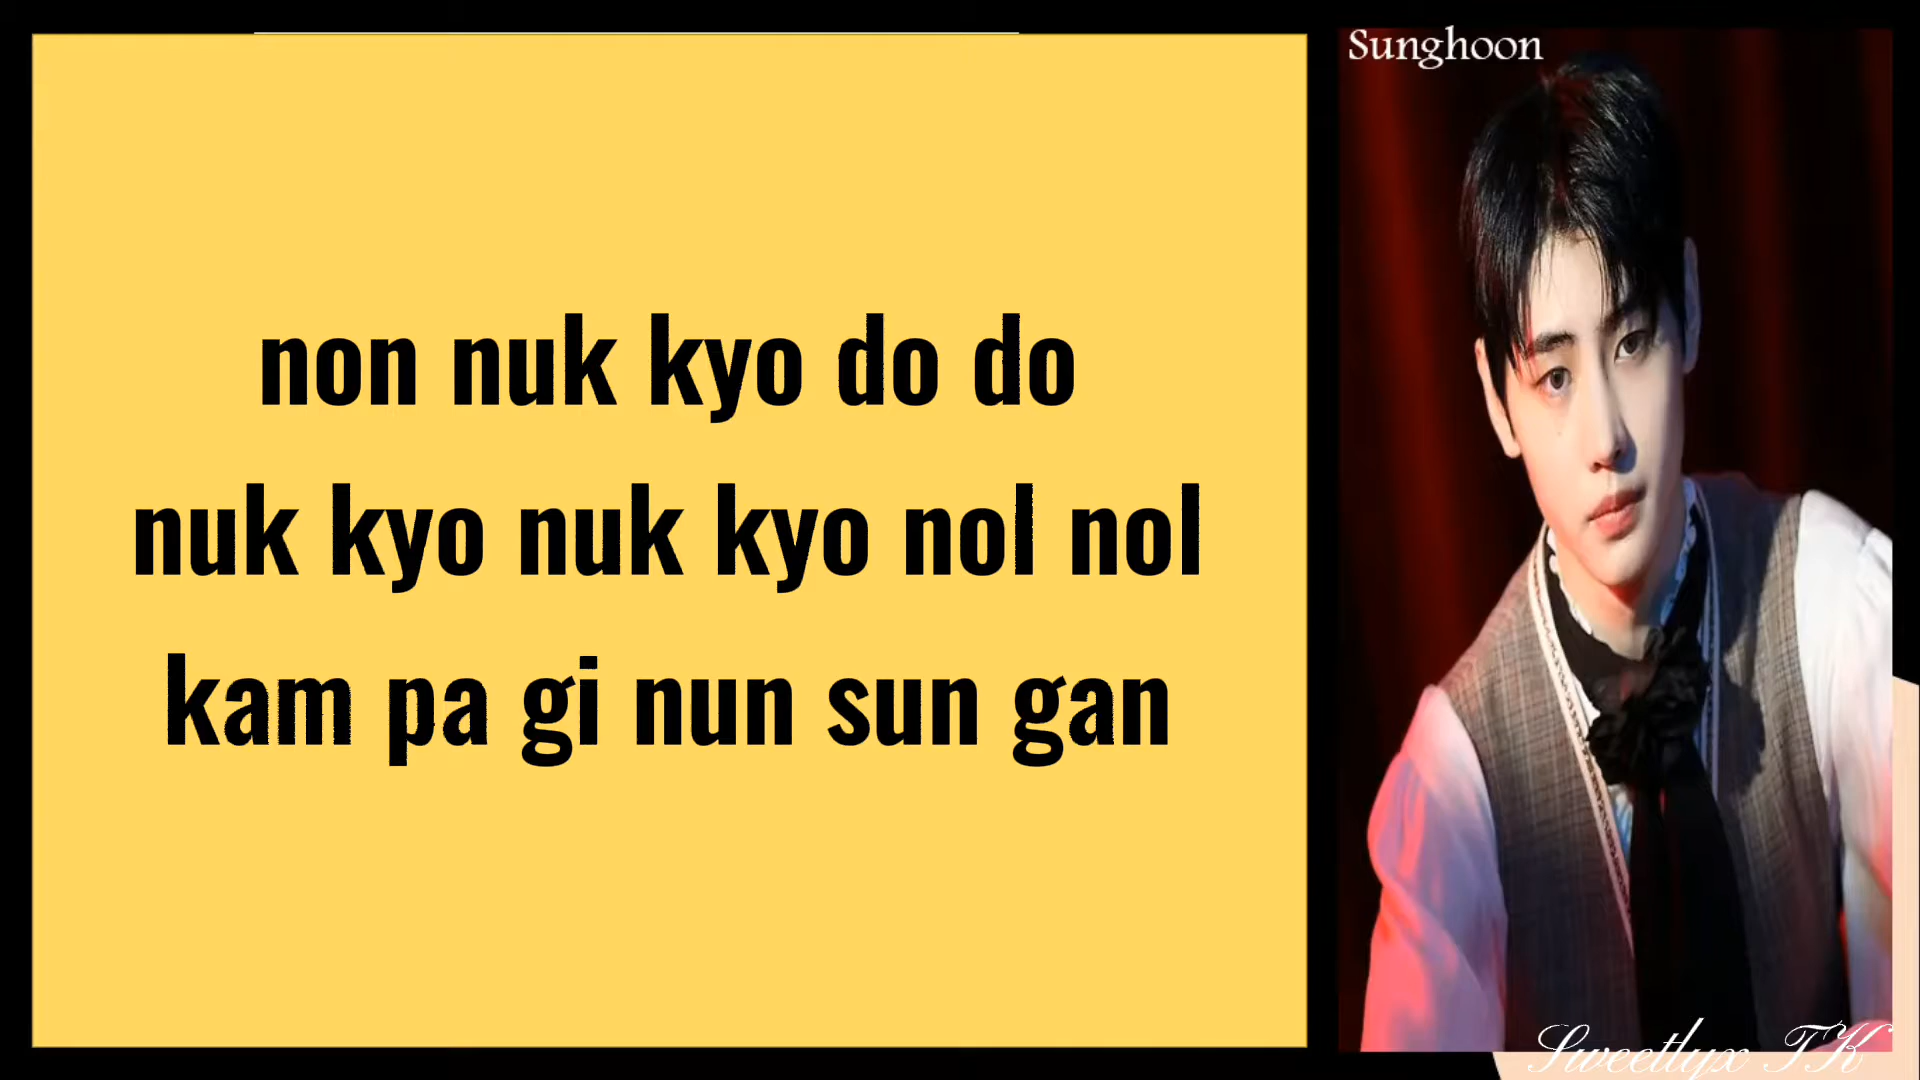 Sunghoon
non nuk kyo do do
nuk kyo nuk kyo nol nol
kam pa gi nun sun gan
Sweetlyx TK